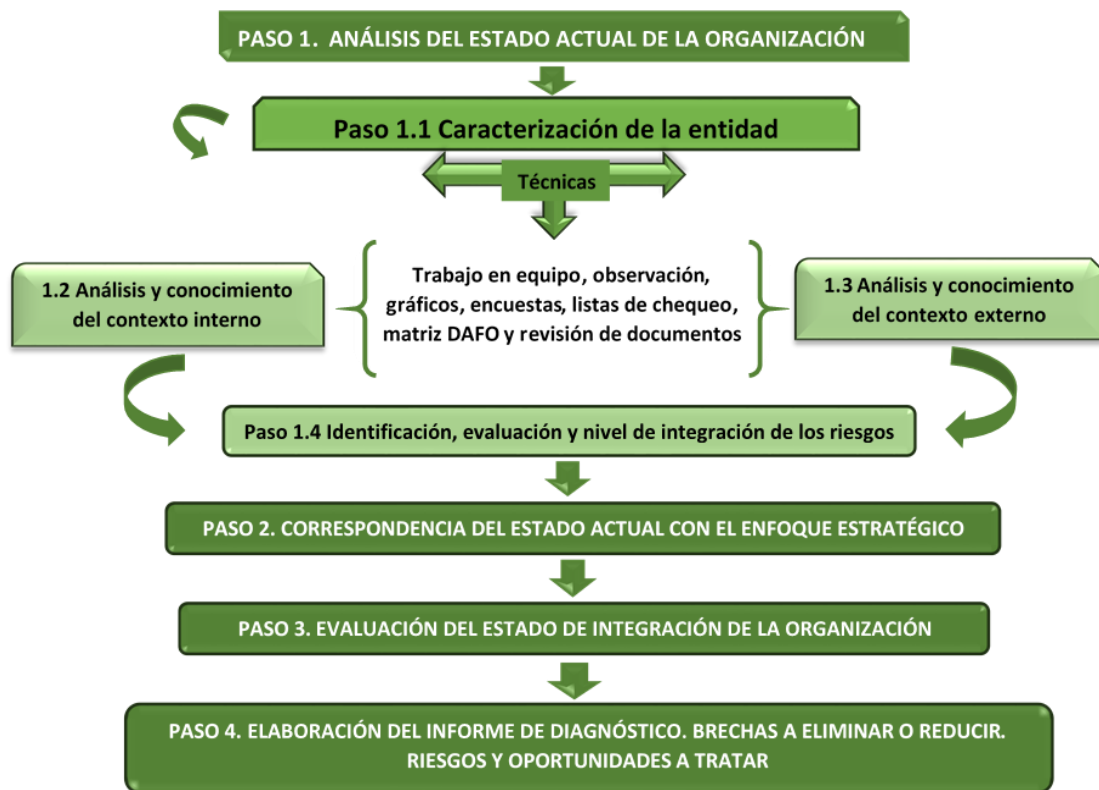 PASO 1. ANÁLISIS DEL ESTADO ACTUAL DE LA ORGANIZACIÓN
Paso 1.1 Caracterización de la entidad
Técnicas
1.2 Análisis y conocimiento
del contexto interno
Trabajo en equipo, observación,
gráficos, encuestas, listas de chequeo,
matriz DAFO y revisión de documentos
1.3 Análisis y conocimiento
del contexto externo
Paso 1.4 Identificación, evaluación y nivel de integración de los riesgos
PASO 2. CORRESPONDENCIA DEL ESTADO ACTUAL CON EL ENFOQUE ESTRATÉGICO
PASO 3. EVALUACIÓN DEL ESTADO DE INTEGRACIÓN DE LA ORGANIZACIÓN
PASO 4. ELABORACIÓN DEL INFORME DE DIAGNÓSTICO. BRECHAS A ELIMINAR O REDUCIR.
RIESGOS Y OPORTUNIDADES A TRATAR